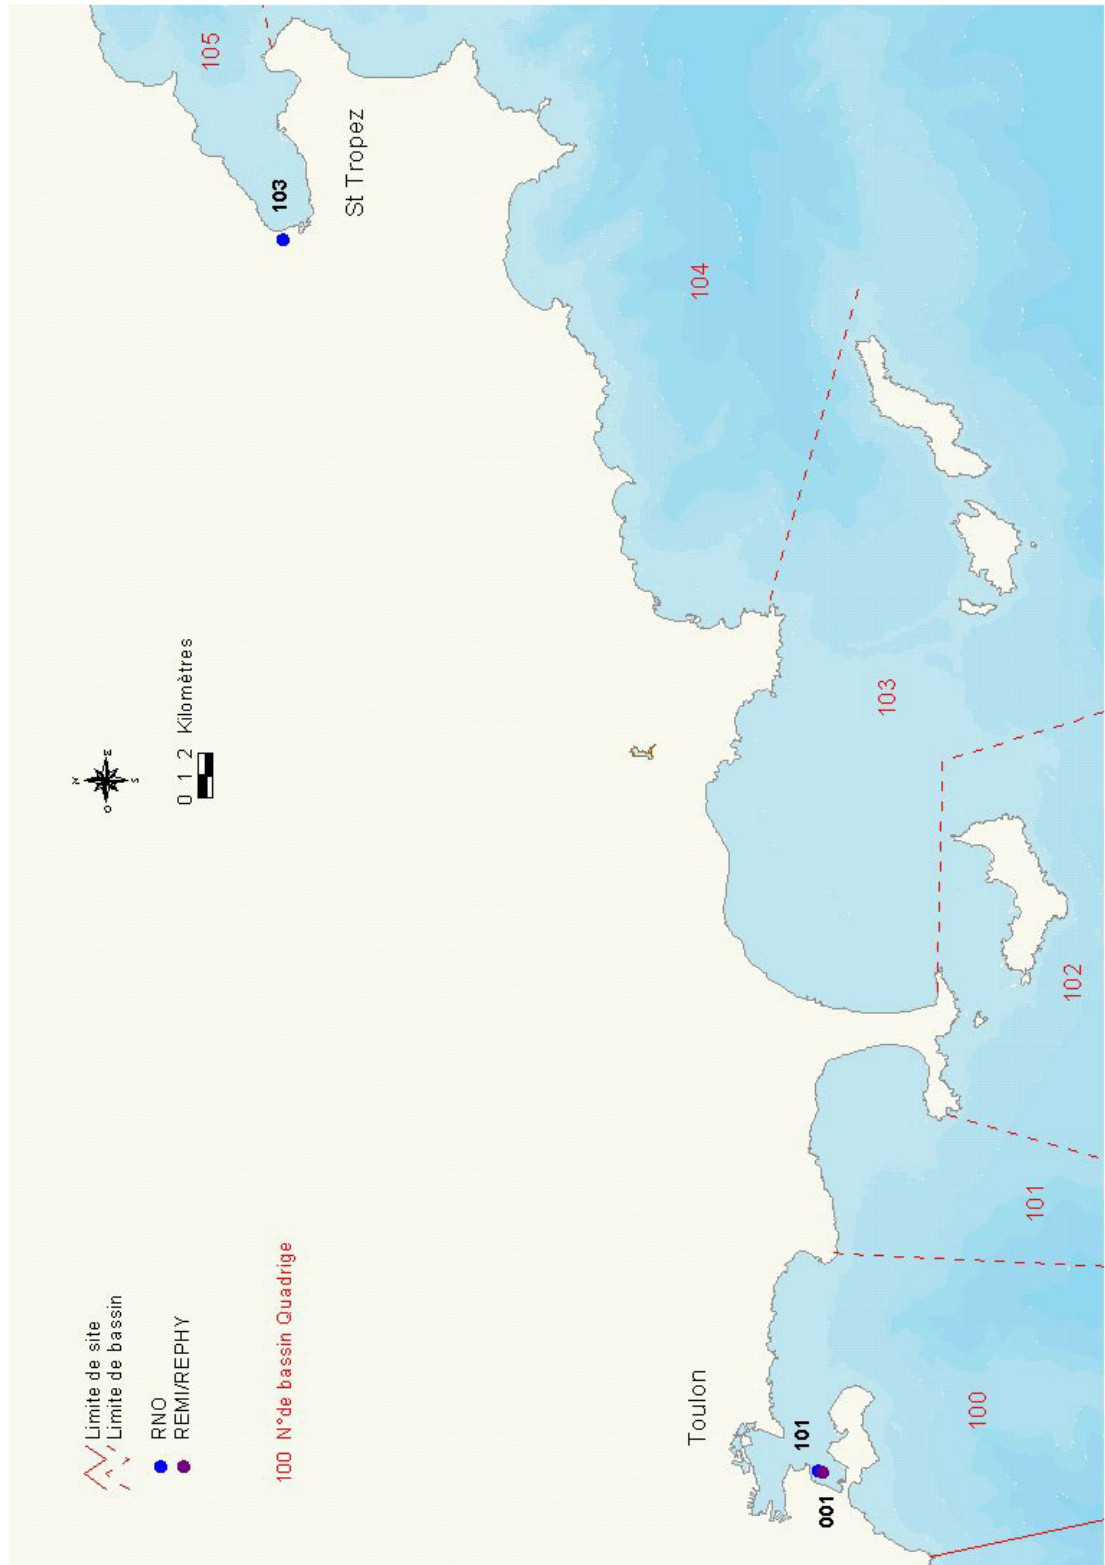 Limite de site
Limite de bassin
RNO
REMI/REPHY
100 N°de bassin Quadrige
N
O
E
S
0 1 2 Kilomètres
105
103
St Tropez
104
103
Toulon
101
001
100
101
102